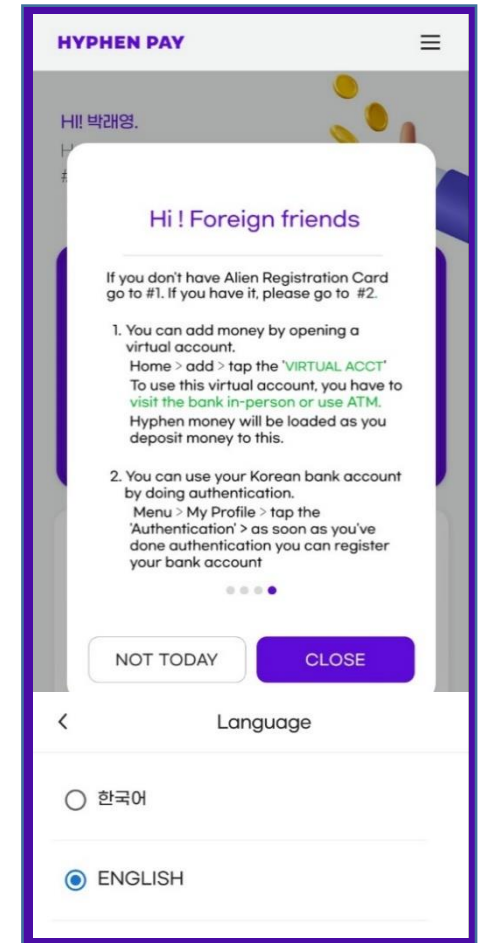 HYPHEN PAY
HI! 박래영.
H
#
Hi ! Foreign friends
If you don't have Alien Registration Card
go to #1. If you have it, please go to #2.
1. You can add money by opening a
virtual account.
Home > add > tap the 'VIRTUAL ACCT'
To use this virtual account, you have to
visit the bank in-person or use ATM.
Hyphen money will be loaded as you
deposit money to this.
2. You can use your Korean bank account
by doing authentication.
Menu > My Profile > tap the
'Authentication' > as soon as you've
done authentication you can register
your bank account
NOT TODAY
CLOSE
Language
한국어
ENGLISH